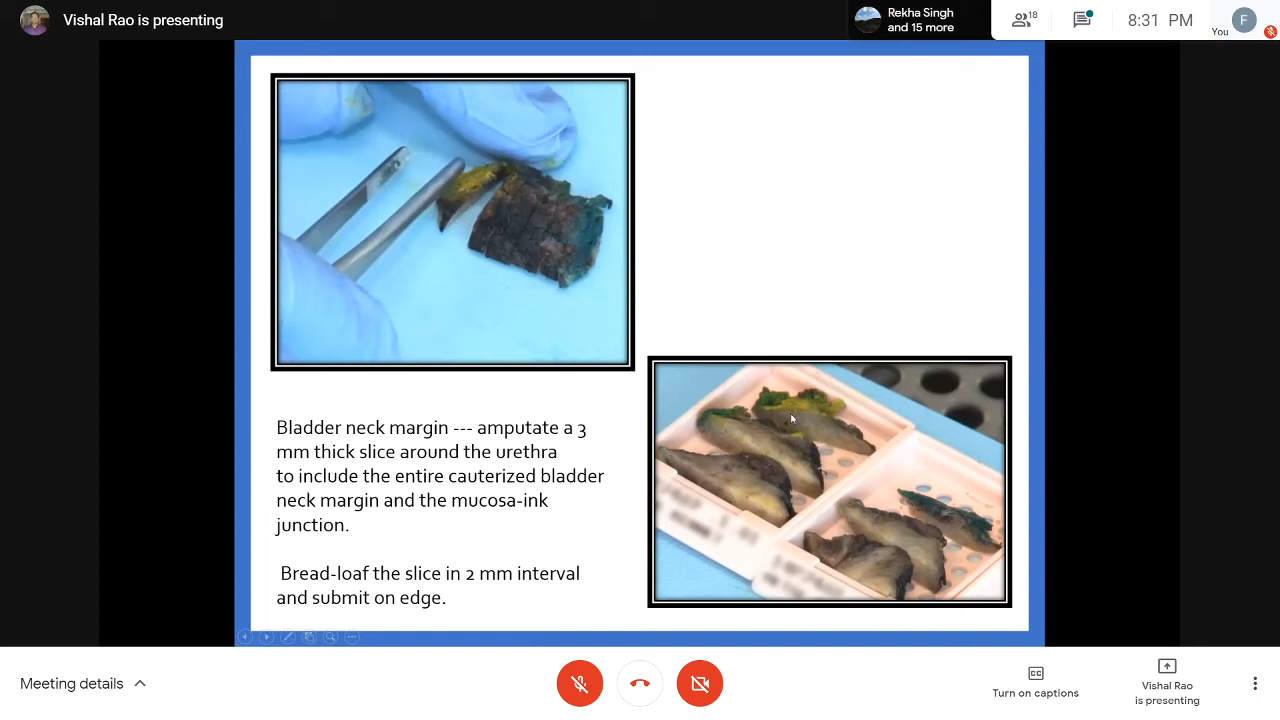 Vishal Rao is presenting
Rekha Singh
and 15 more
18
8:31 PM
You
F
Bladder neck margin --- amputate a 3
mm thick slice around the urethra
to include the entire cauterized bladder
neck margin and the mucosa-ink
junction.
Bread-loaf the slice in 2 mm interval
and submit on edge.
Meeting details
CC
Turn on captions
Vishal Rao
is presenting